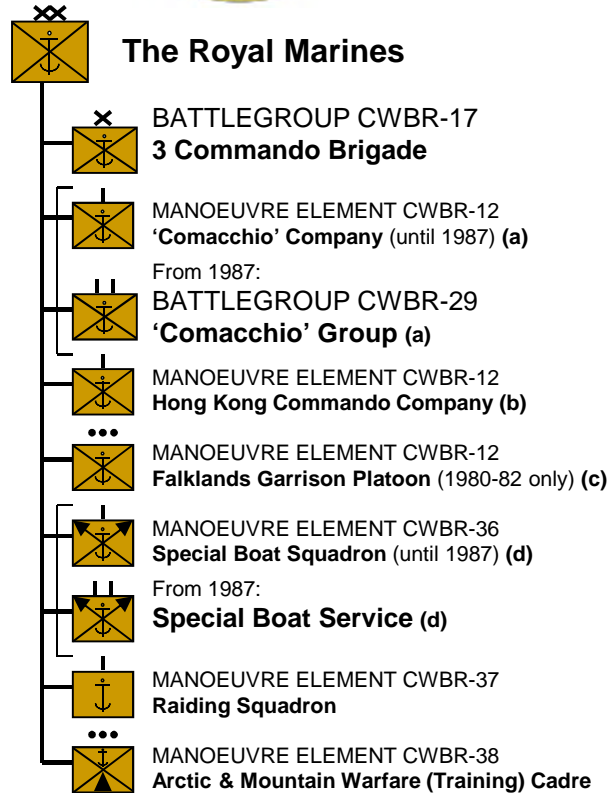 The Royal Marines
BATTLEGROUP CWBR-17
3 Commando Brigade
MANOEUVRE ELEMENT CWBR-12
‘Comacchio’ Company (until 1987) (a)
From 1987:
BATTLEGROUP CWBR-29
‘Comacchio’ Group (a)
MANOEUVRE ELEMENT CWBR-12
Hong Kong Commando Company (b)
MANOEUVRE ELEMENT CWBR-12
Falklands Garrison Platoon (1980-82 only) (c)
MANOEUVRE ELEMENT CWBR-36
Special Boat Squadron (until 1987) (d)
From 1987:
Special Boat Service (d)
MANOEUVRE ELEMENT CWBR-37
Raiding Squadron
MANOEUVRE ELEMENT CWBR-38
Arctic & Mountain Warfare (Training) Cadre